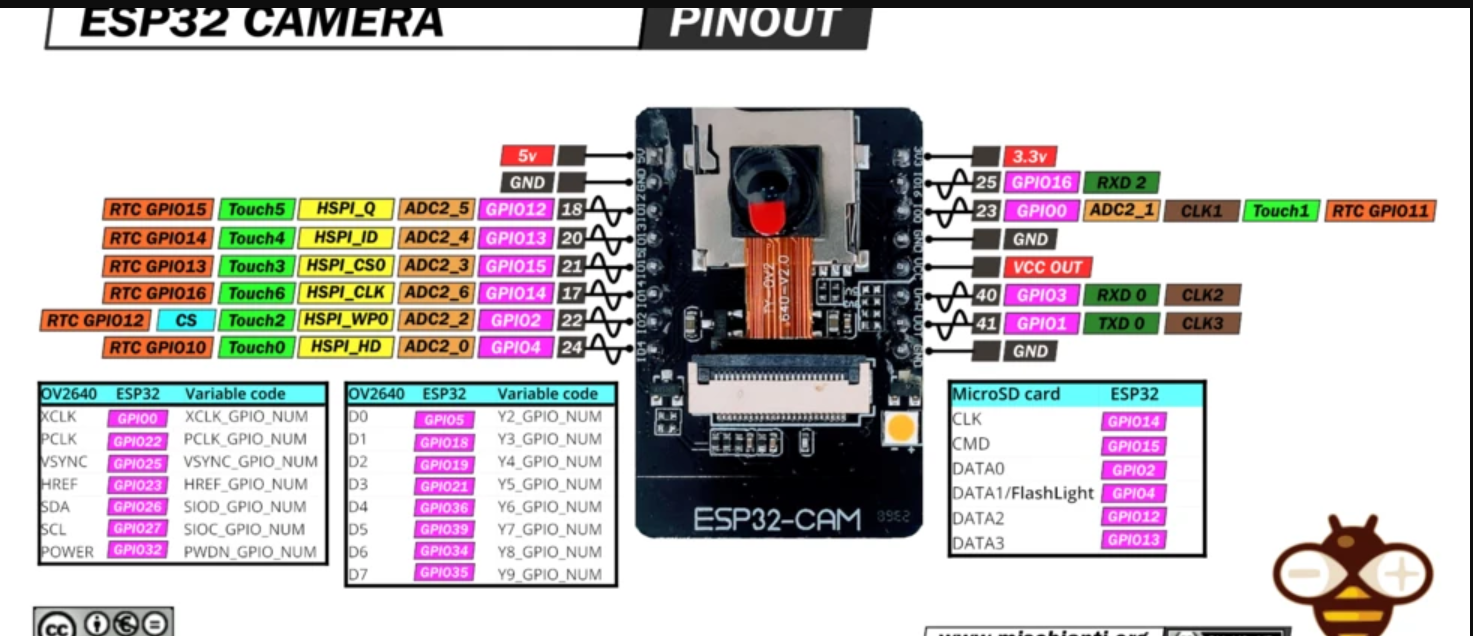 ESP32 CAMERA PINOUT
5v 3.3v
GND 25 GPIO16 RXD 2
RTC GPIO15 Touch5 HSPI_Q ADC2_5 GPIO12 18 23 GPIO0 ADC2_1 CLK1 Touch1 RTC GPIO11
RTC GPIO14 Touch4 HSPI_ID ADC2_4 GPIO13 20 GND
RTC GPIO13 Touch3 HSPI_CS0 ADC2_3 GPIO15 21 VCC OUT
RTC GPIO16 Touch6 HSPI_CLK ADC2_6 GPIO14 17 40 GPIO3 RXD 0 CLK2
RTC GPIO12 CS Touch2 HSPI_WP0 ADC2_2 GPIO2 22 41 GPIO1 TXD 0 CLK3
RTC GPIO10 Touch0 HSPI_HD ADC2_0 GPIO4 24 GND
OV2640 ESP32 Variable code
XCLK GPIO0 XCLK_GPIO_NUM
PCLK GPIO22 PCLK_GPIO_NUM
VSYNC GPIO25 VSYNC_GPIO_NUM
HREF GPIO23 HREF_GPIO_NUM
SDA GPIO26 SIOD_GPIO_NUM
SCL GPIO27 SIOC_GPIO_NUM
POWER GPIO32 PWDN_GPIO_NUM
OV2640 ESP32 Variable code
D0 GPIO5 Y2_GPIO_NUM
D1 GPIO18 Y3_GPIO_NUM
D2 GPIO19 Y4_GPIO_NUM
D3 GPIO21 Y5_GPIO_NUM
D4 GPIO36 Y6_GPIO_NUM
D5 GPIO39 Y7_GPIO_NUM
D6 GPIO34 Y8_GPIO_NUM
D7 GPIO35 Y9_GPIO_NUM
ESP32-CAM
MicroSD card ESP32
CLK GPIO14
CMD GPIO15
DATA0 GPIO2
DATA1/FlashLight GPIO4
DATA2 GPIO12
DATA3 GPIO13
cc
www.mischianti.org